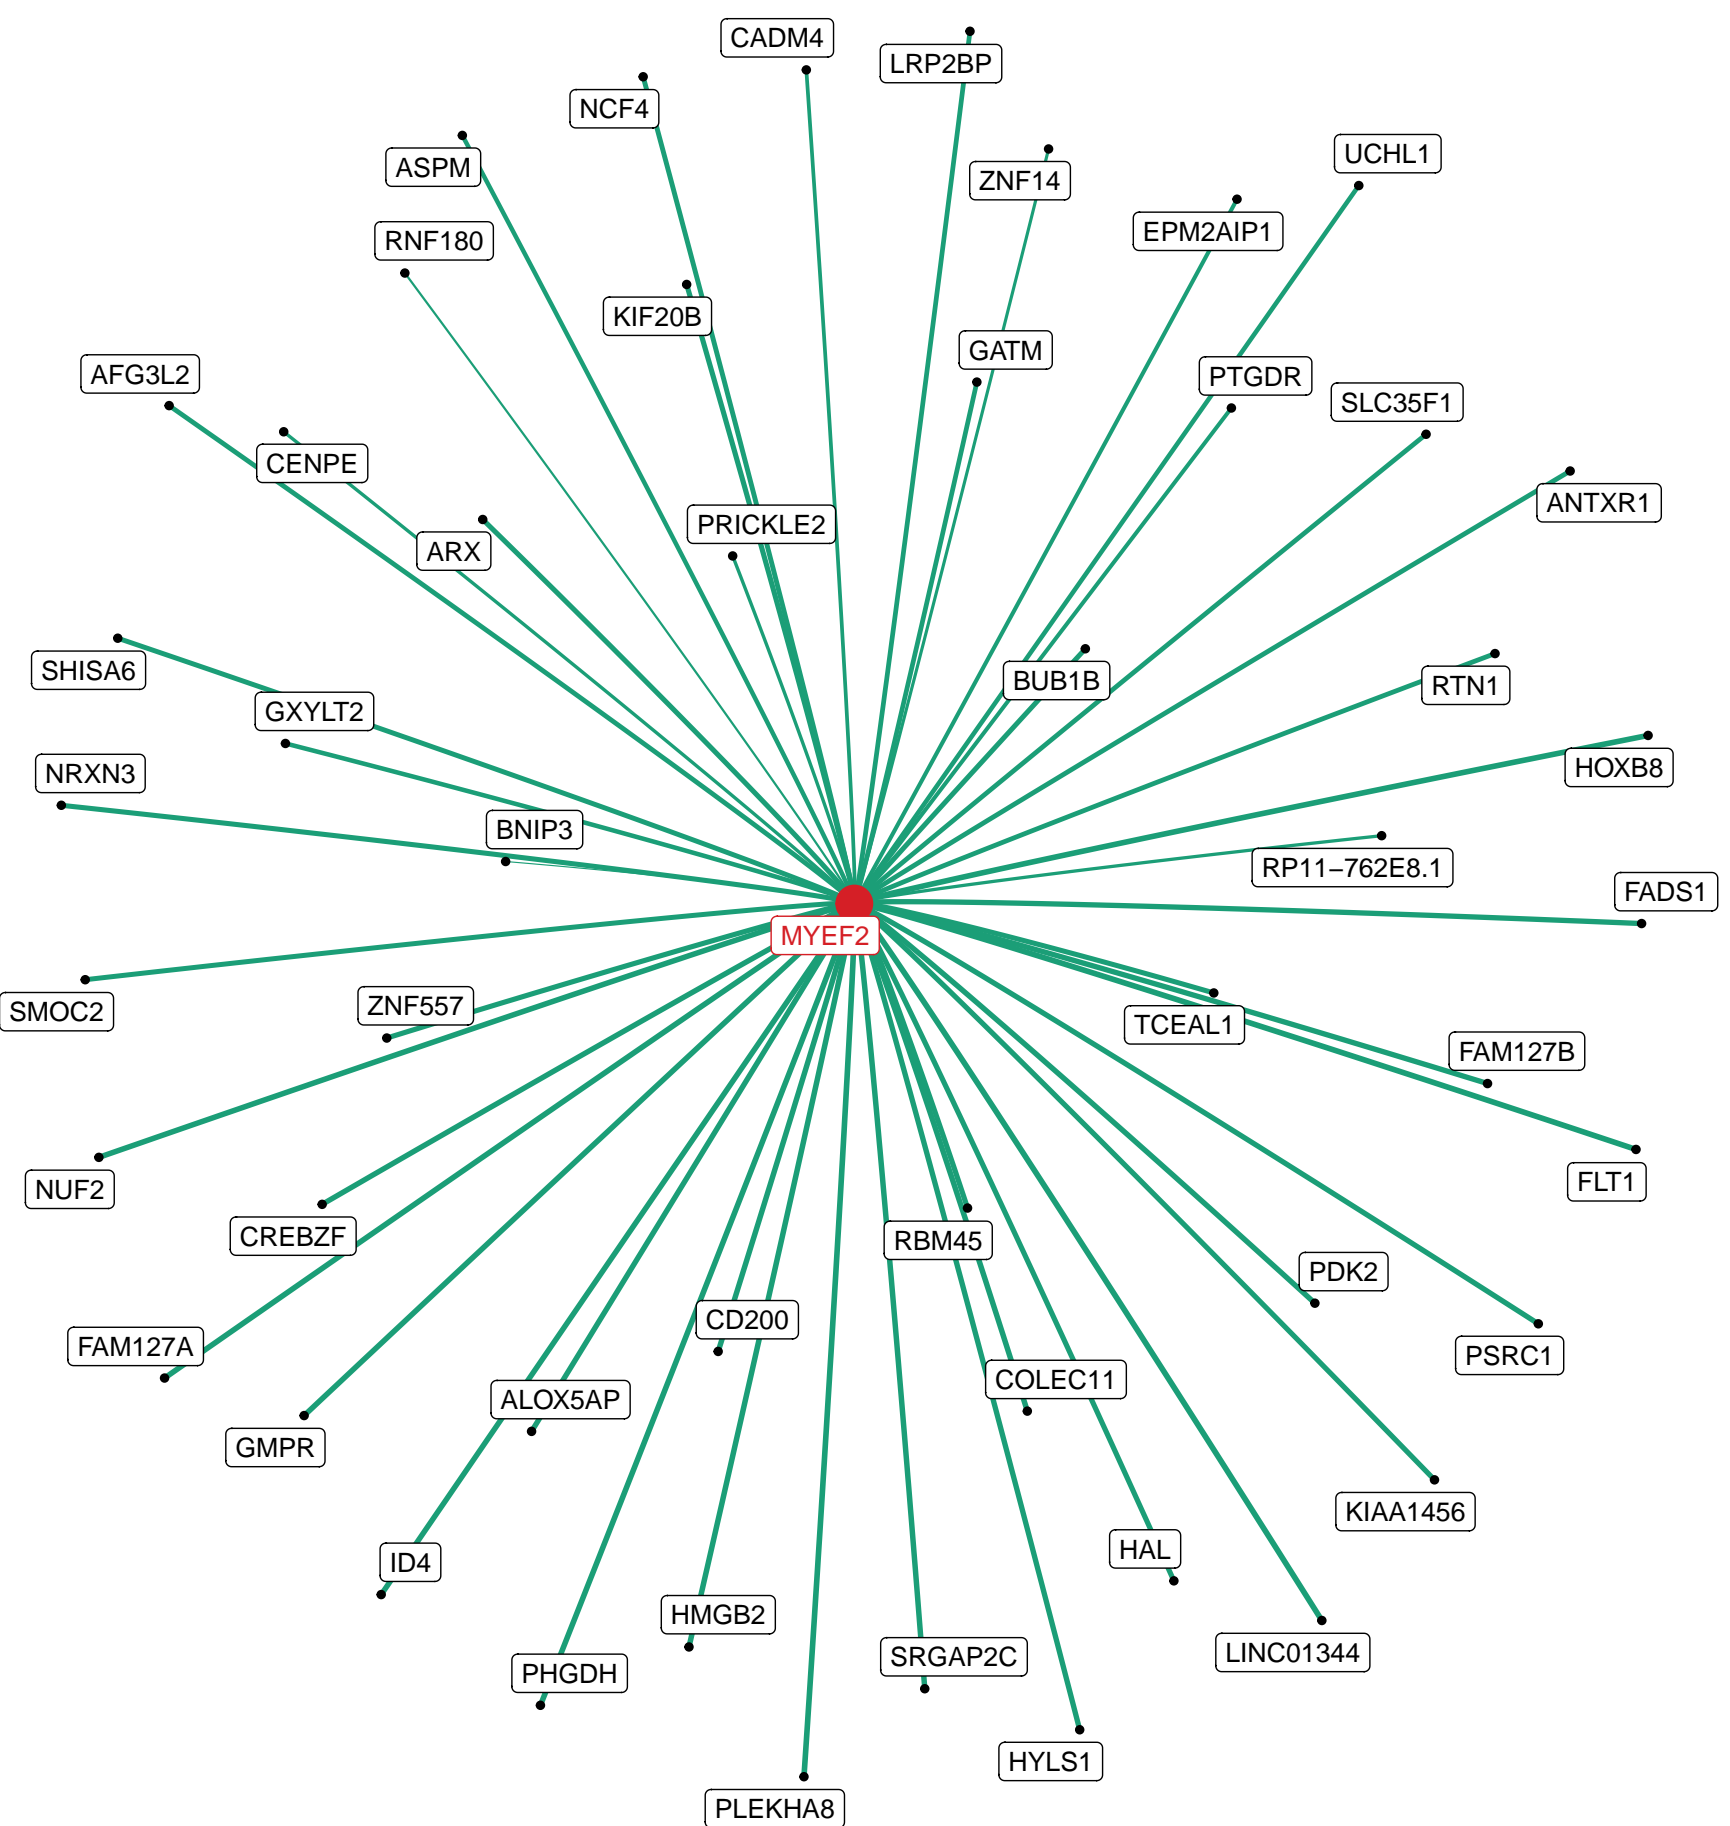 CADM4
LRP2BP
NCF4
UCHL1
ASPM
ZNF14
EPM2AIP1
RNF180
KIF20B
GATM
AFG3L2
PTGDR
SLC35F1
CENPE
ANTXR1
PRICKLE2
ARX
SHISA6
BUB1B
RTN1
GXYLT2
NRXN3
HOXB8
BNIP3
RP11−762E8.1
FADS1
MYEF2
ZNF557
SMOC2
TCEAL1
FAM127B
NUF2
FLT1
CREBZF
RBM45
PDK2
CD200
FAM127A
PSRC1
COLEC11
ALOX5AP
GMPR
KIAA1456
HAL
ID4
HMGB2
LINC01344
SRGAP2C
PHGDH
HYLS1
PLEKHA8